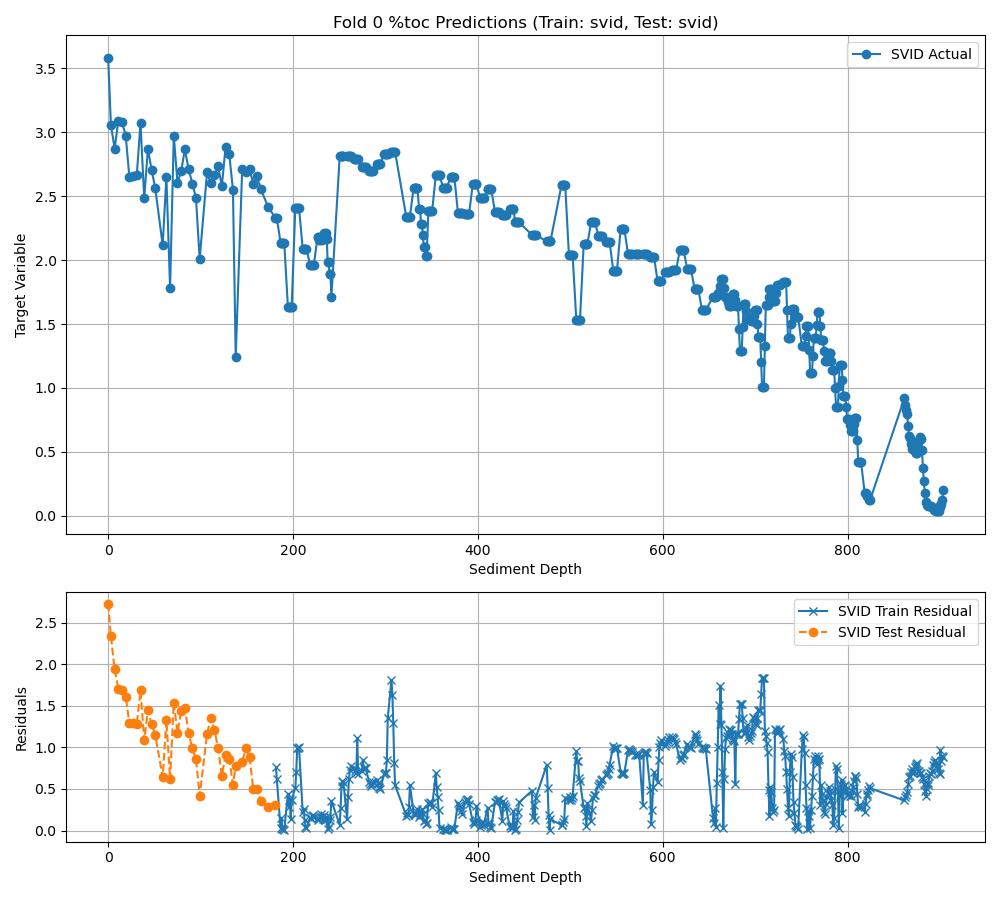 Fold 0 %toc Predictions (Train: svid, Test: svid)
SVID Actual
Target Variable
3.5
3.0
2.5
2.0
1.5
1.0
0.5
0.0
0 200 400 600 800
Sediment Depth
SVID Train Residual
SVID Test Residual
Residuals
2.5
2.0
1.5
1.0
0.5
0.0
0 200 400 600 800
Sediment Depth